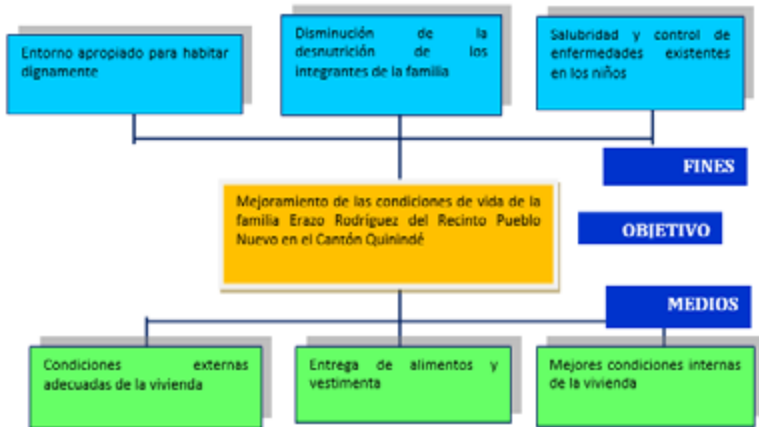 Entorno apropiado para habitar
dignamente
Disminución de la
desnutrición de los
integrantes de la familia
Salubridad y control de
enfermedades existentes
en los niños
FINES
Mejoramiento de las condiciones de vida de la
familia Erazo Rodríguez del Recinto Pueblo
Nuevo en el Cantón Quinindé
OBJETIVO
MEDIOS
Condiciones externas
adecuadas de la vivienda
Entrega de alimentos y
vestimenta
Mejores condiciones internas
de la vivienda